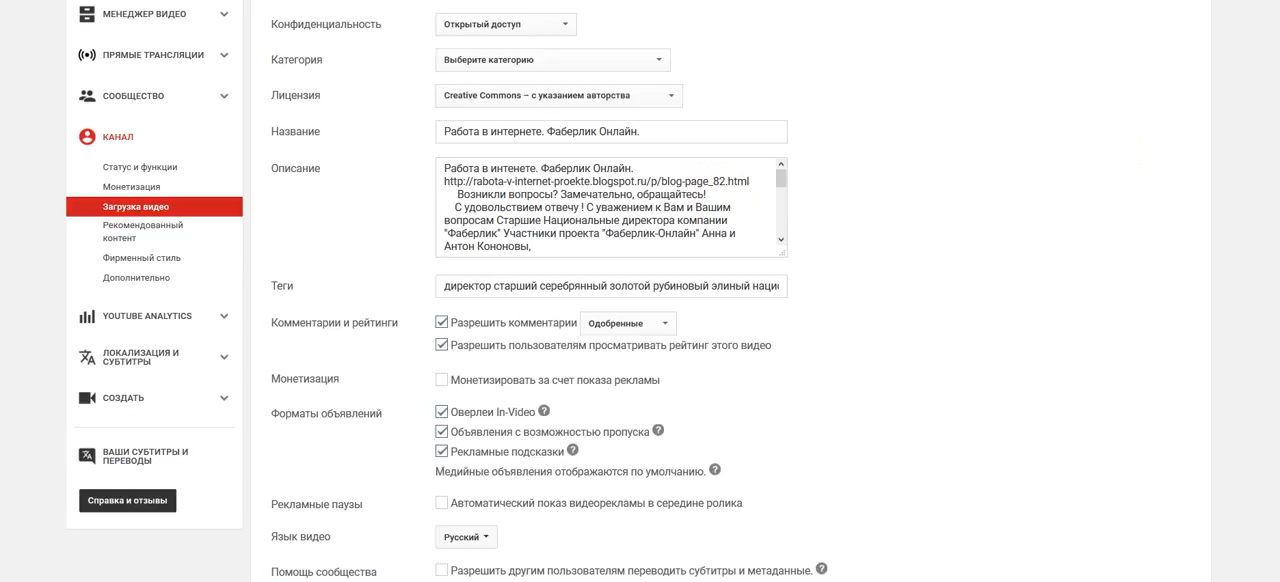 МЕНЕДЖЕР ВИДЕО
ПРЯМЫЕ ТРАНСЛЯЦИИ
СООБЩЕСТВО
КАНАЛ
Статус и функции
Монетизация
Загрузка видео
Рекомендованный
контент
Фирменный стиль
Дополнительно
YOUTUBE ANALYTICS
ЛОКАЛИЗАЦИЯ И
СУБТИТРЫ
СОЗДАТЬ
ВАШИ СУБТИТРЫ И
ПЕРЕВОДЫ
Справка и отзывы
Конфиденциальность
Открытый доступ
Категория
Выберите категорию
Лицензия
Creative Commons – с указанием авторства
Название
Работа в интернете. Фаберлик Онлайн.
Описание
Работа в интенете. Фаберлик Онлайн.
http://rabota-v-internet-proekte.blogspot.ru/p/blog-page_82.html
Возникли вопросы? Замечательно, обращайтесь!
С удовольствием отвечу ! С уважением к Вам и Вашим
вопросам Старшие Национальные директора компании
"Фаберлик" Участники проекта "Фаберлик-Онлайн" Анна и
Антон Кононовы,
Теги
директор старший серебрянный золотой рубиновый элиный наци
Комментарии и рейтинги
Разрешить комментарии Одобренные
Разрешить пользователям просматривать рейтинг этого видео
Монетизация
Монетизировать за счет показа рекламы
Форматы объявлений
Оверлеи In-Video ?
Объявления с возможностью пропуска ?
Рекламные подсказки ?
Медийные объявления отображаются по умолчанию. ?
Рекламные паузы
Автоматический показ видеорекламы в середине ролика
Язык видео
Русский
Помощь сообщества
Разрешить другим пользователям переводить субтитры и метаданные. ?